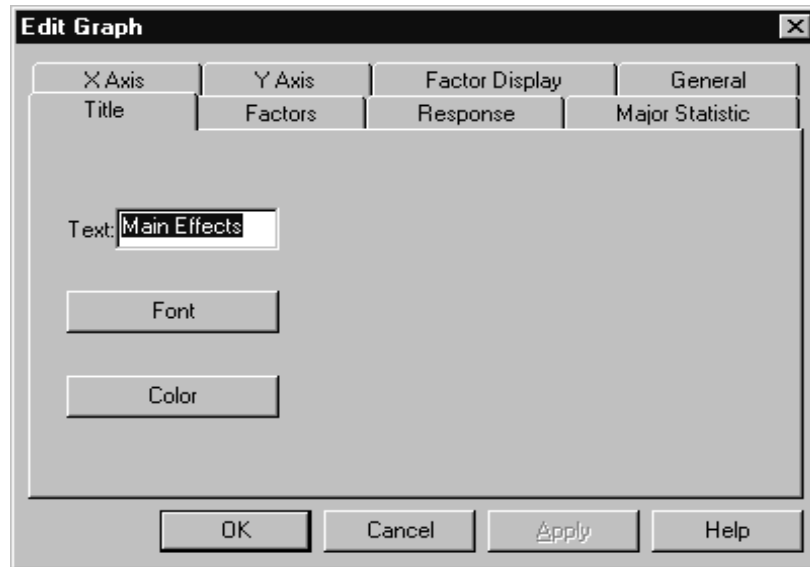 Edit Graph
X Axis Y Axis Factor Display General
Title Factors Response Major Statistic
Text: Main Effects
Font
Color
OK Cancel Apply Help